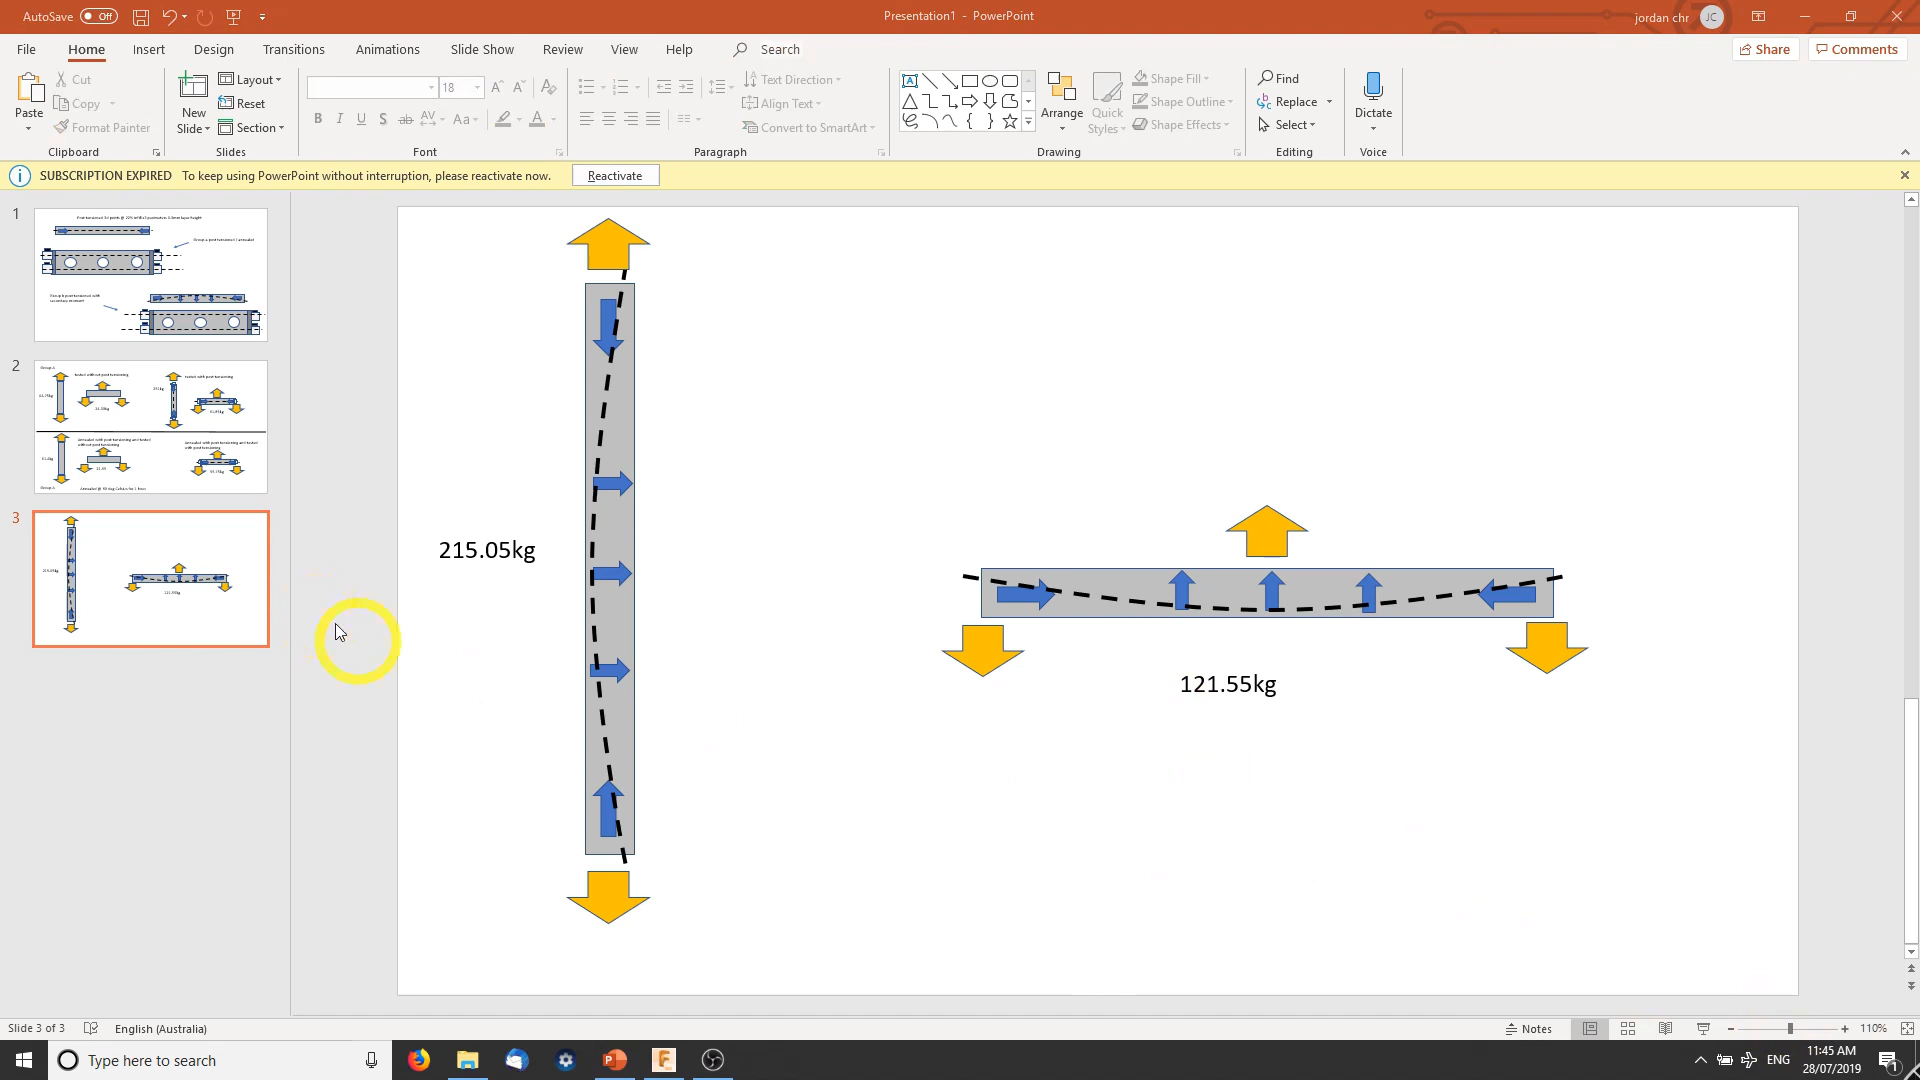 AutoSave Off
Presentation1 - PowerPoint
jordan chr JC
File Home Insert Design Transitions Animations Slide Show Review View Help Search
Share Comments
Paste
Cut
Copy
Format Painter
Clipboard
New Slide
Layout
Reset
Section
Slides
18
Font
Text Direction
Align Text
Convert to SmartArt
Paragraph
Arrange
Quick Styles
Shape Fill
Shape Outline
Shape Effects
Drawing
Find
Replace
Select
Editing
Dictate
Voice
SUBSCRIPTION EXPIRED To keep using PowerPoint without interruption, please reactivate now. Reactivate
1
2
3
215.05kg
121.55kg
Slide 3 of 3 English (Australia)
Notes
110%
Type here to search
ENG
11:45 AM
28/07/2019